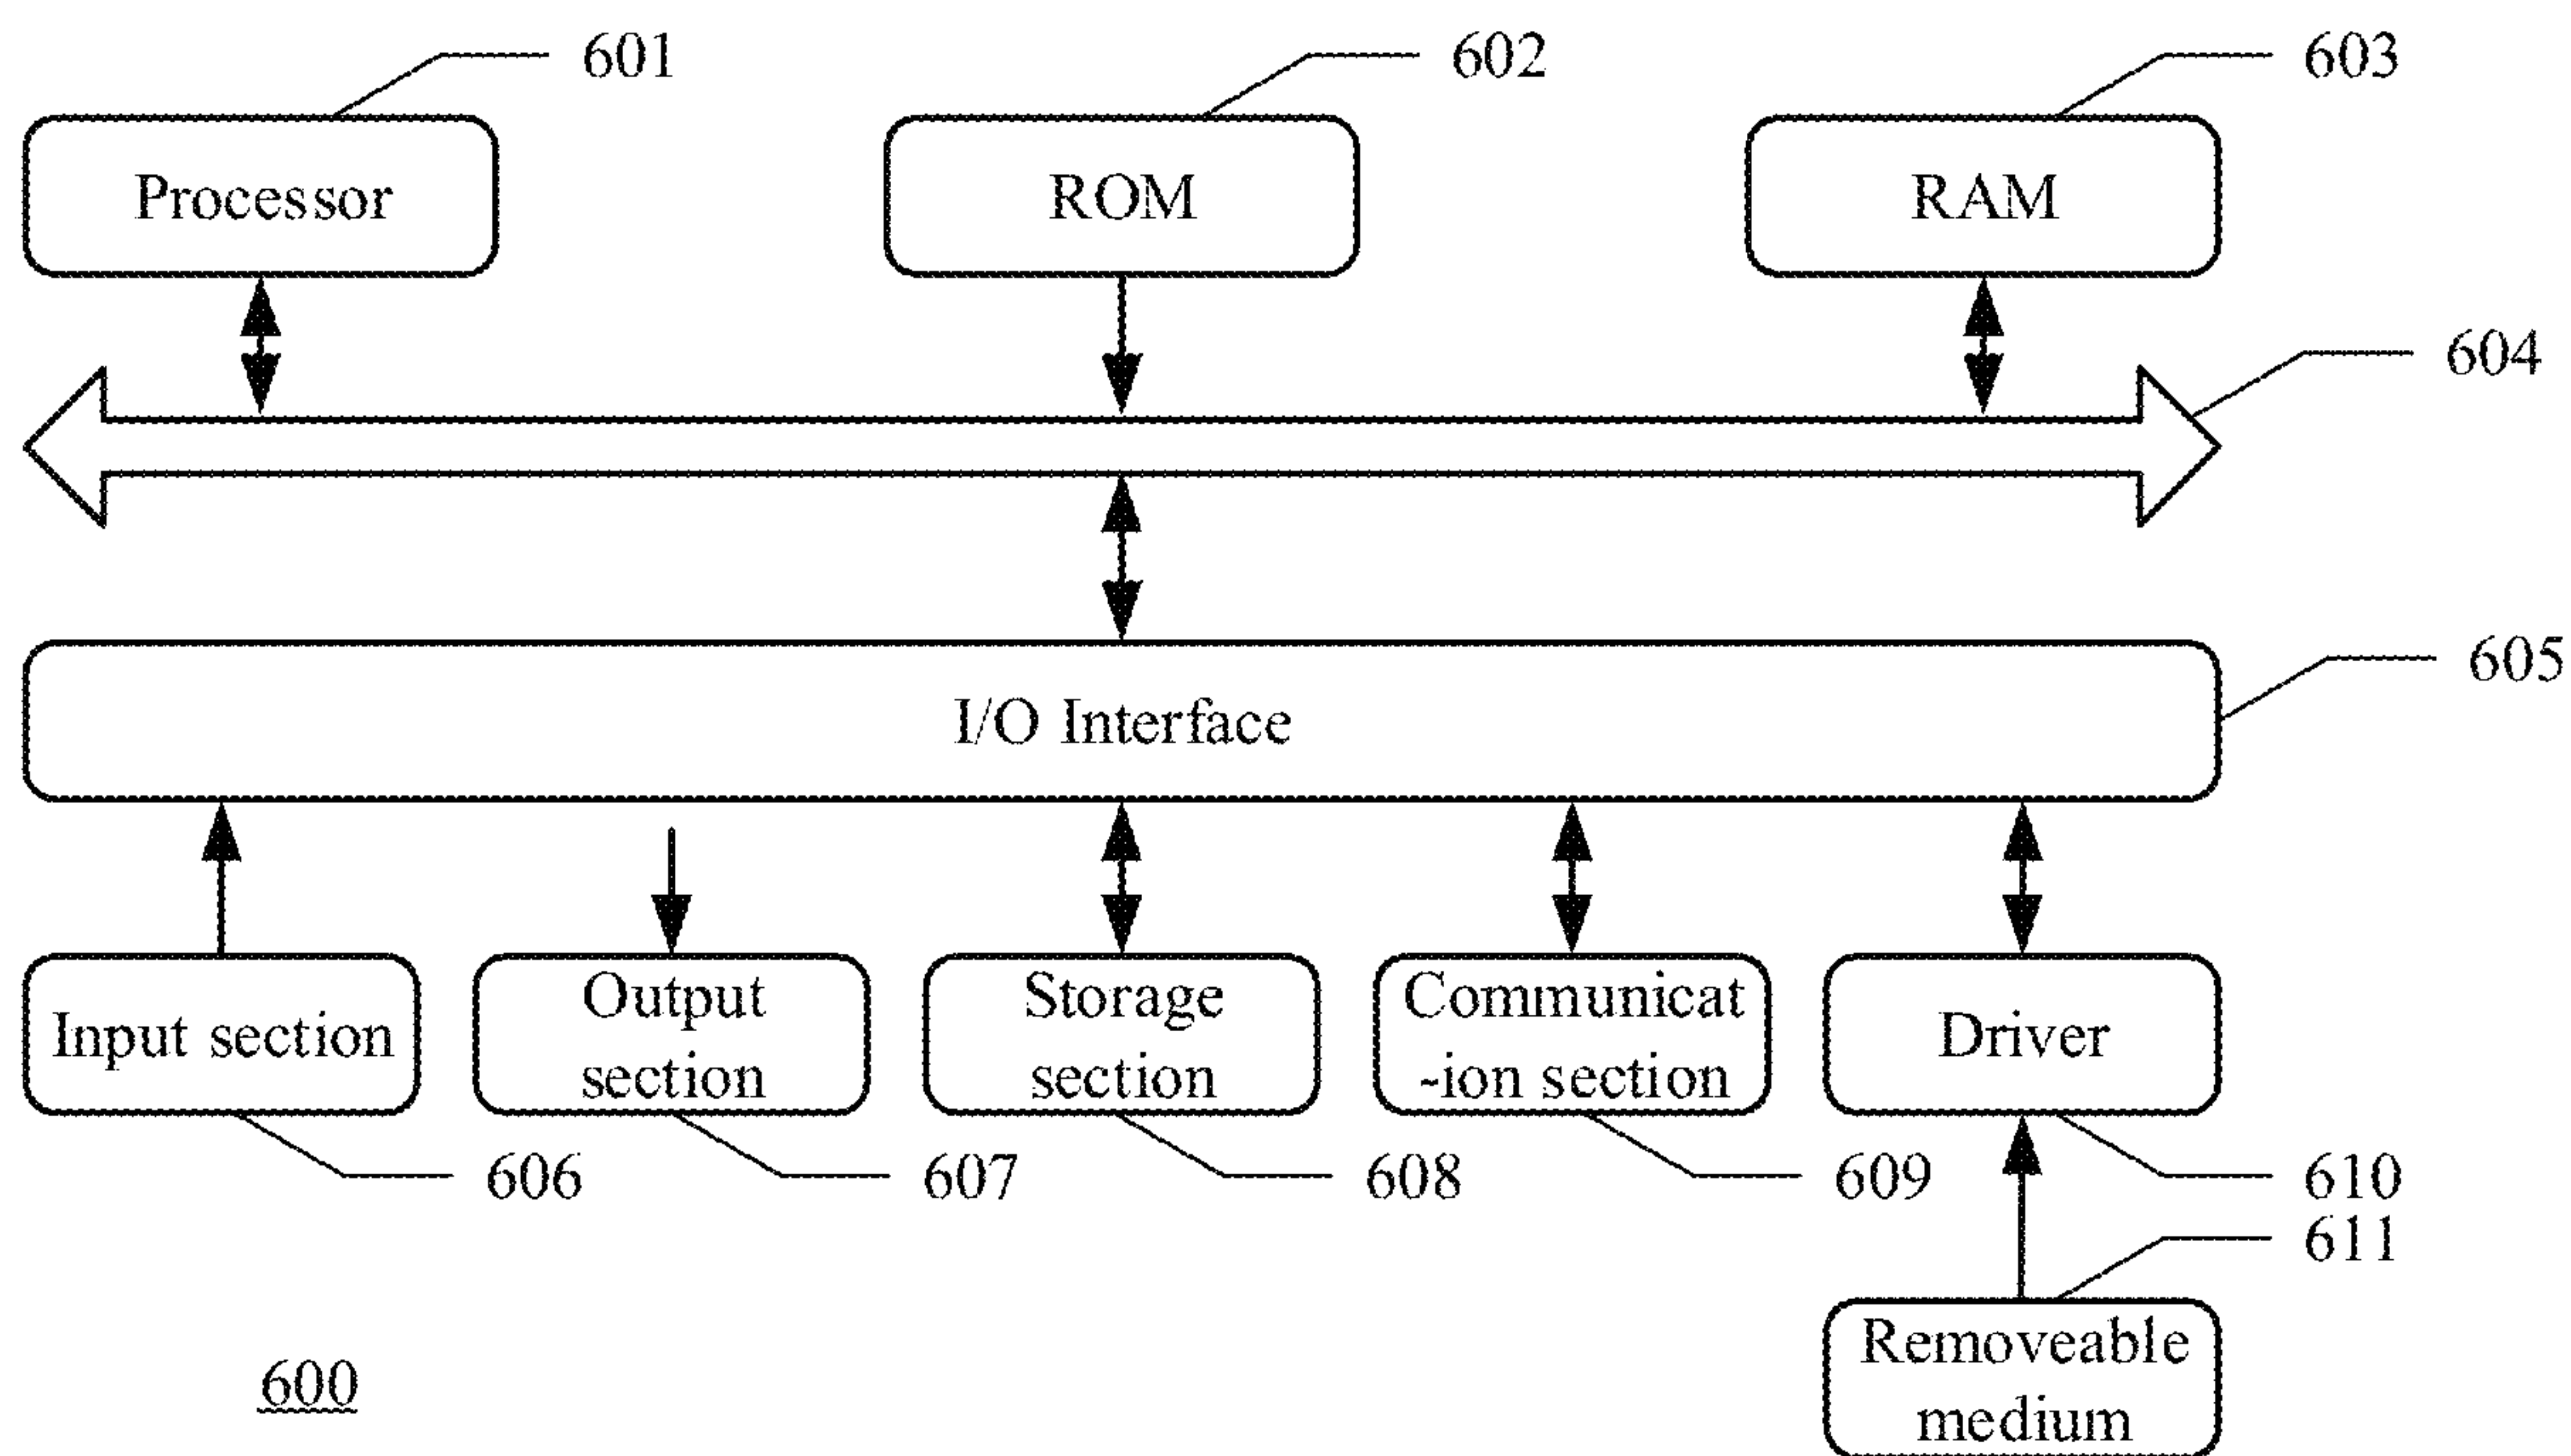 601
602
603
Processor
ROM
RAM
604
605
I/O Interface
Input section
Output
section
Storage
section
Communicat
-ion section
Driver
606
607
608
609
610
611
Removeable
medium
600